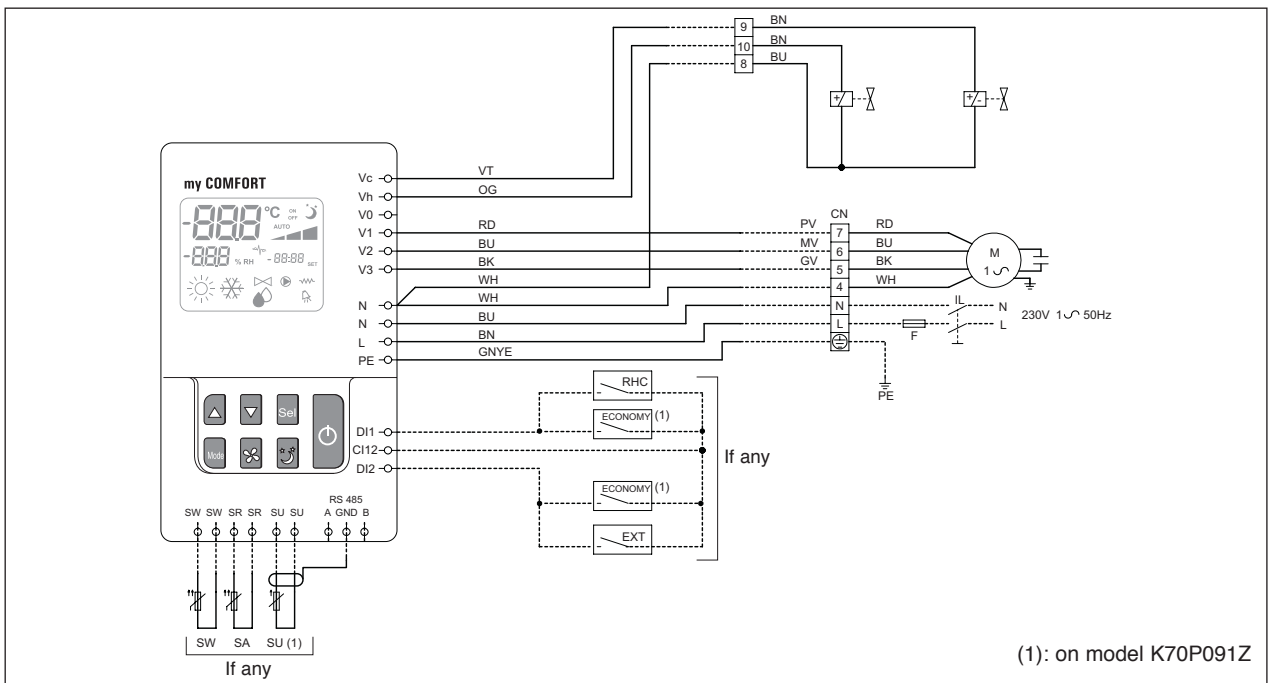 9 BN
10 BN
8 BU
+/
+/-
my COMFORT
-88.8 °C ON OFF
AUTO
-88.8 % RH - 88:88 SET
Vc VT
Vh OG
V0
V1 RD PV CN 7 RD
V2 BU MV 6 BU
V3 BK GV 5 BK
WH
N WH 4 WH
M
1
N BU N IL N
L BN L F L
230V 1 50Hz
PE GNYE
PE
Sel
Mode
DI1
CI12
DI2
RHC
ECONOMY (1)
If any
ECONOMY (1)
EXT
RS 485
SW SW SR SR SU SU A GND B
SW SA SU (1)
If any
(1): on model K70P091Z